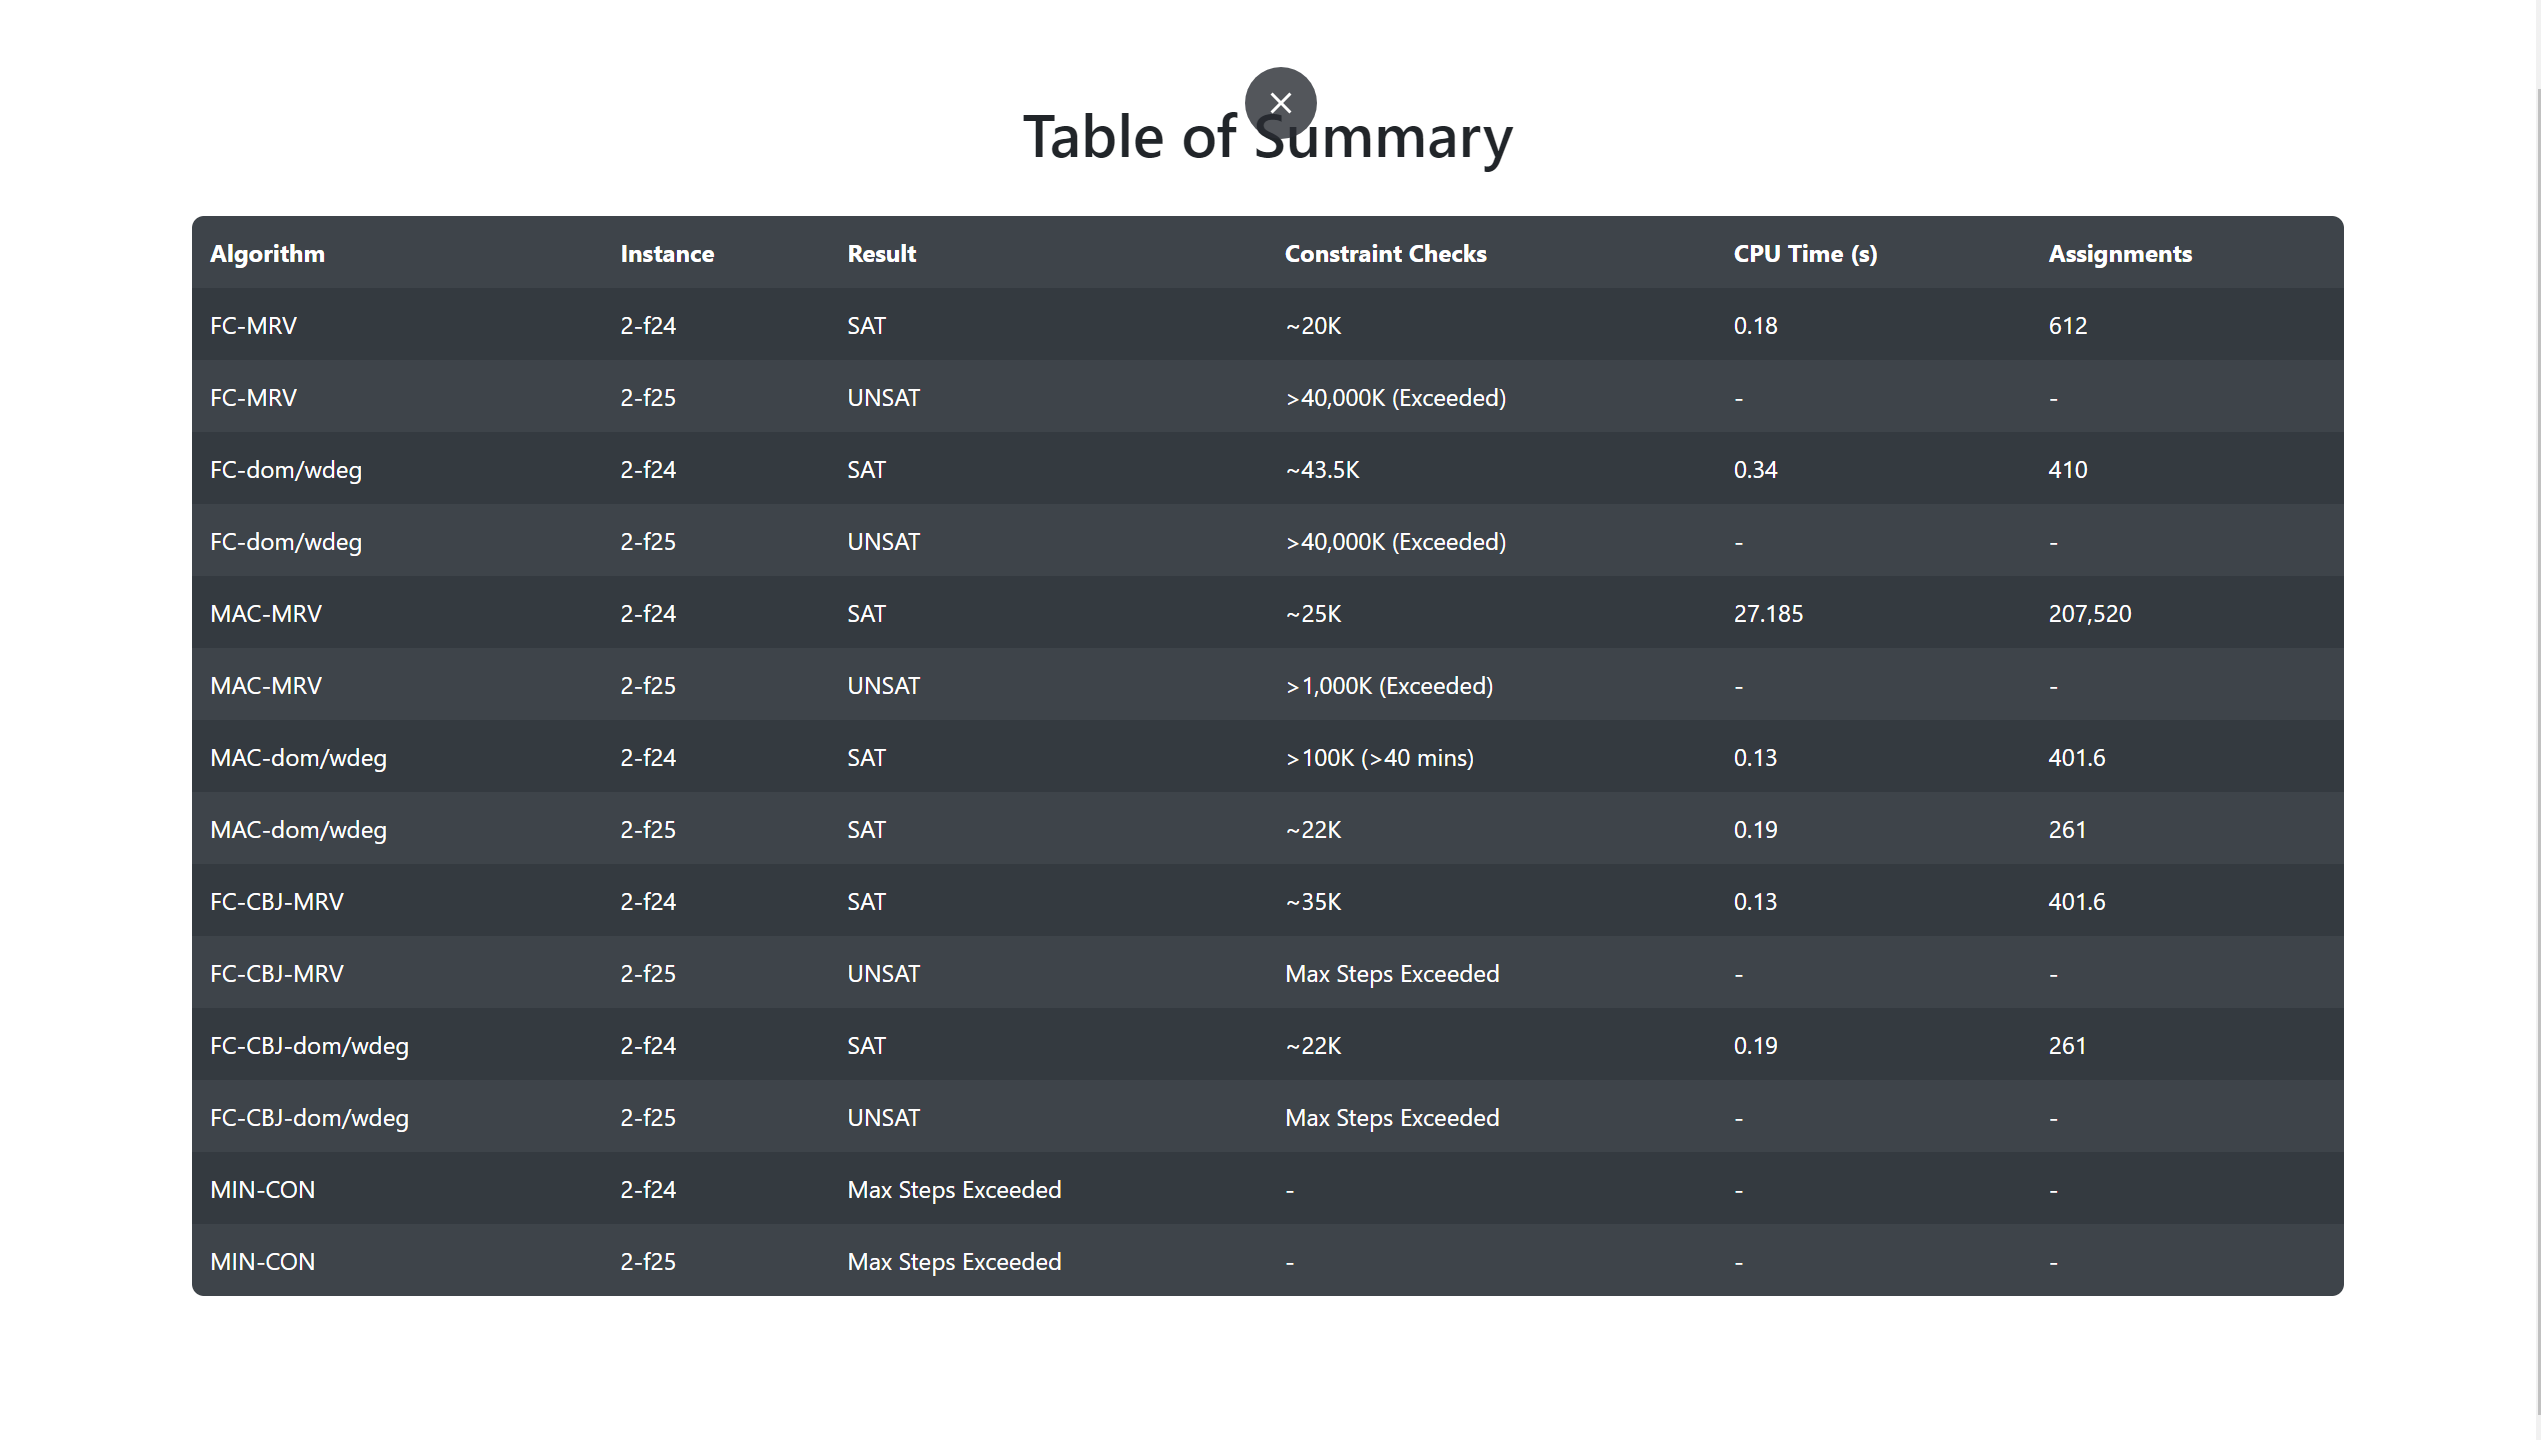 Table of Summary
Algorithm Instance Result Constraint Checks CPU Time (s) Assignments
FC-MRV 2-f24 SAT ~20K 0.18 612
FC-MRV 2-f25 UNSAT >40,000K (Exceeded) - -
FC-dom/wdeg 2-f24 SAT ~43.5K 0.34 410
FC-dom/wdeg 2-f25 UNSAT >40,000K (Exceeded) - -
MAC-MRV 2-f24 SAT ~25K 27.185 207,520
MAC-MRV 2-f25 UNSAT >1,000K (Exceeded) - -
MAC-dom/wdeg 2-f24 SAT >100K (>40 mins) 0.13 401.6
MAC-dom/wdeg 2-f25 SAT ~22K 0.19 261
FC-CBJ-MRV 2-f24 SAT ~35K 0.13 401.6
FC-CBJ-MRV 2-f25 UNSAT Max Steps Exceeded - -
FC-CBJ-dom/wdeg 2-f24 SAT ~22K 0.19 261
FC-CBJ-dom/wdeg 2-f25 UNSAT Max Steps Exceeded - -
MIN-CON 2-f24 Max Steps Exceeded - - -
MIN-CON 2-f25 Max Steps Exceeded - - -